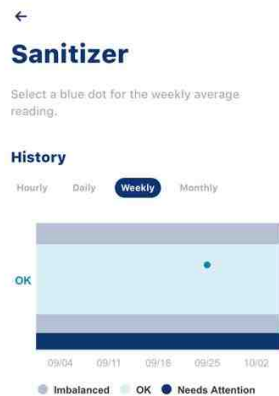 Sanitizer
Select a blue dot for the weekly average
reading.
History
Hourly Daily Weekly Monthly
OK
09/04 09/11 09/18 09/25 10/02
Imbalanced OK Needs Attention